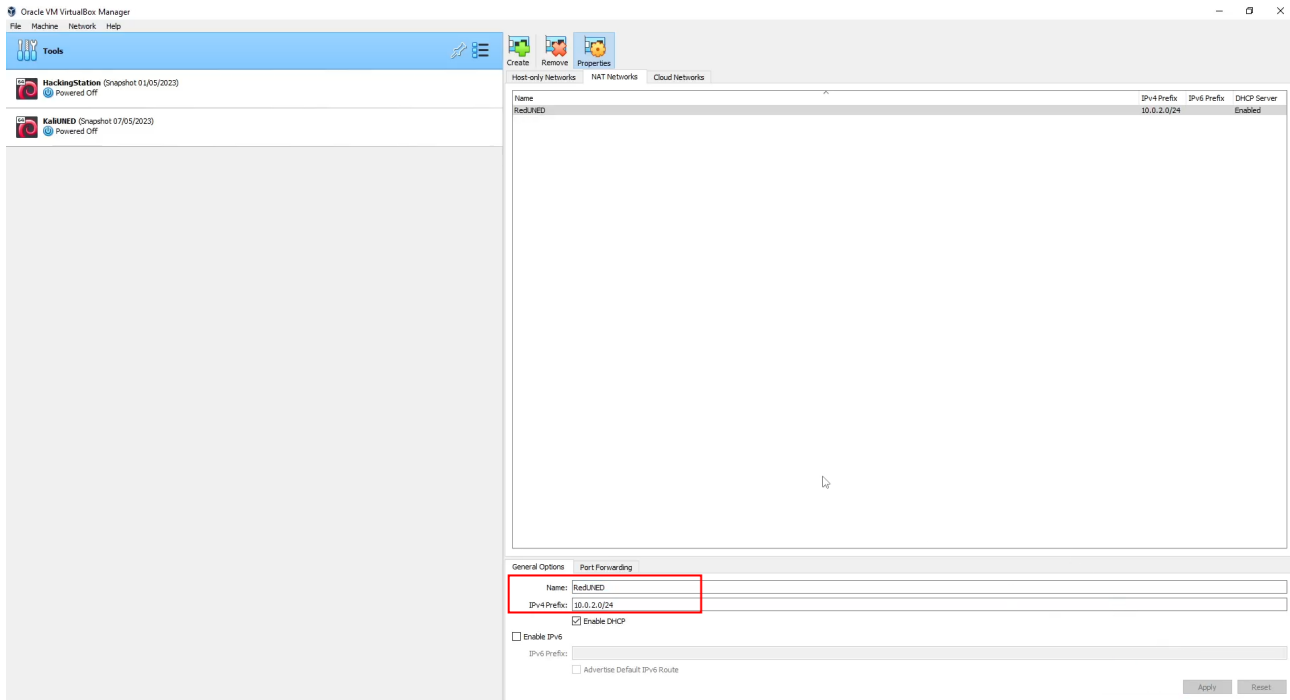 Oracle VM VirtualBox Manager
File Machine Network Help
Tools
HackingStation (Snapshot 01/05/2023)
Powered Off
KaliUNED (Snapshot 07/05/2023)
Powered Off
Create Remove Properties
Host-only Networks NAT Networks Cloud Networks
Name IPv4 Prefix IPv6 Prefix DHCP Server
RedUNED 10.0.2.0/24 Enabled
General Options Port Forwarding
Name: RedUNED
IPv4 Prefix: 10.0.2.0/24
Enable DHCP
Enable IPv6
IPv6 Prefix:
Advertise Default IPv6 Route
Apply Reset